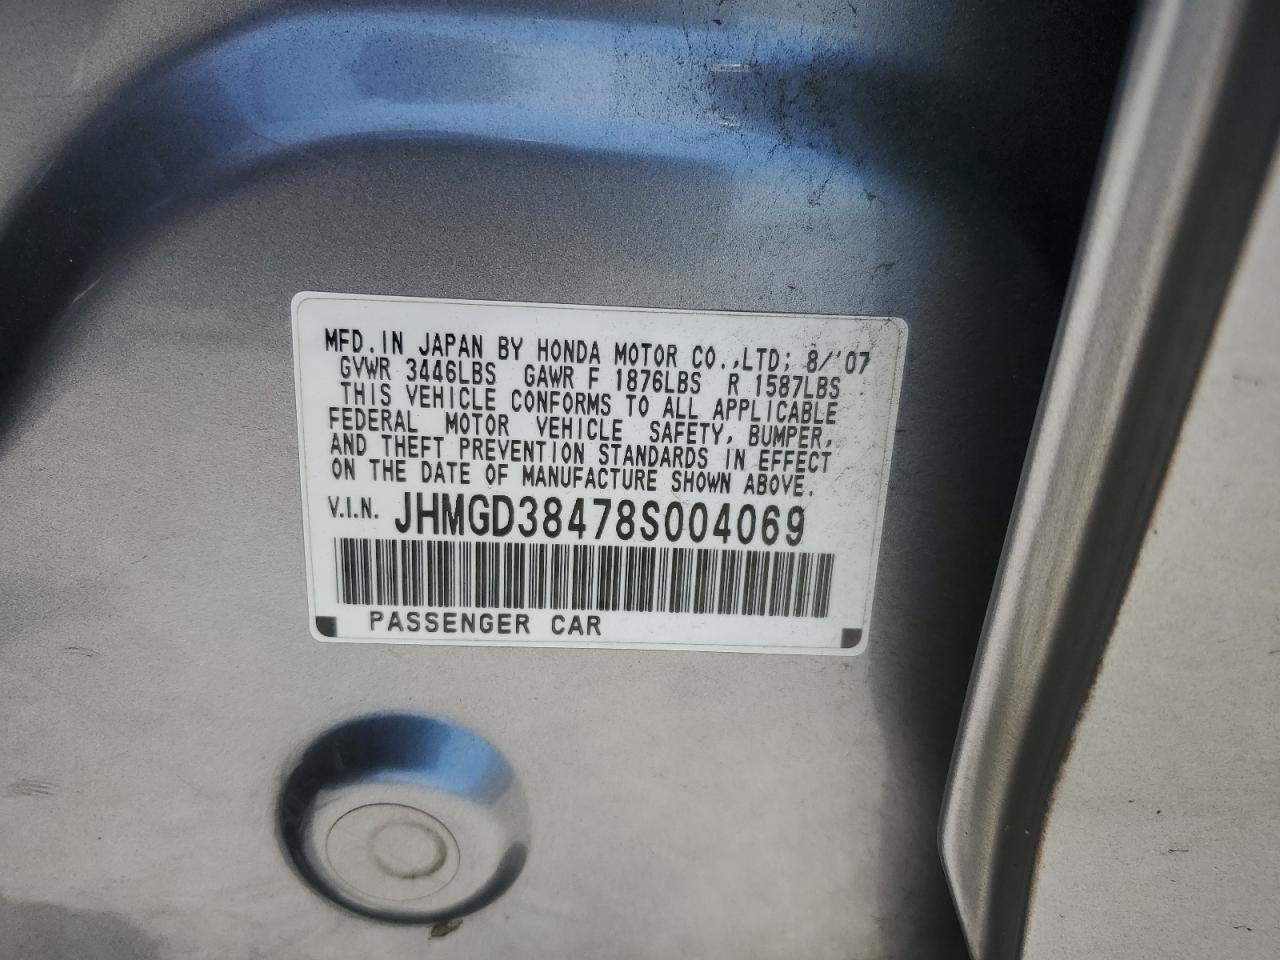 MFD. IN JAPAN BY HONDA MOTOR CO.,LTD; 8/'07
GVWR 3446LBS GAWR F 1876LBS R 1587LBS
THIS VEHICLE CONFORMS TO ALL APPLICABLE
FEDERAL MOTOR VEHICLE SAFETY, BUMPER,
AND THEFT PREVENTION STANDARDS IN EFFECT
ON THE DATE OF MANUFACTURE SHOWN ABOVE.
V.I.N. JHMGD38478S004069
PASSENGER CAR